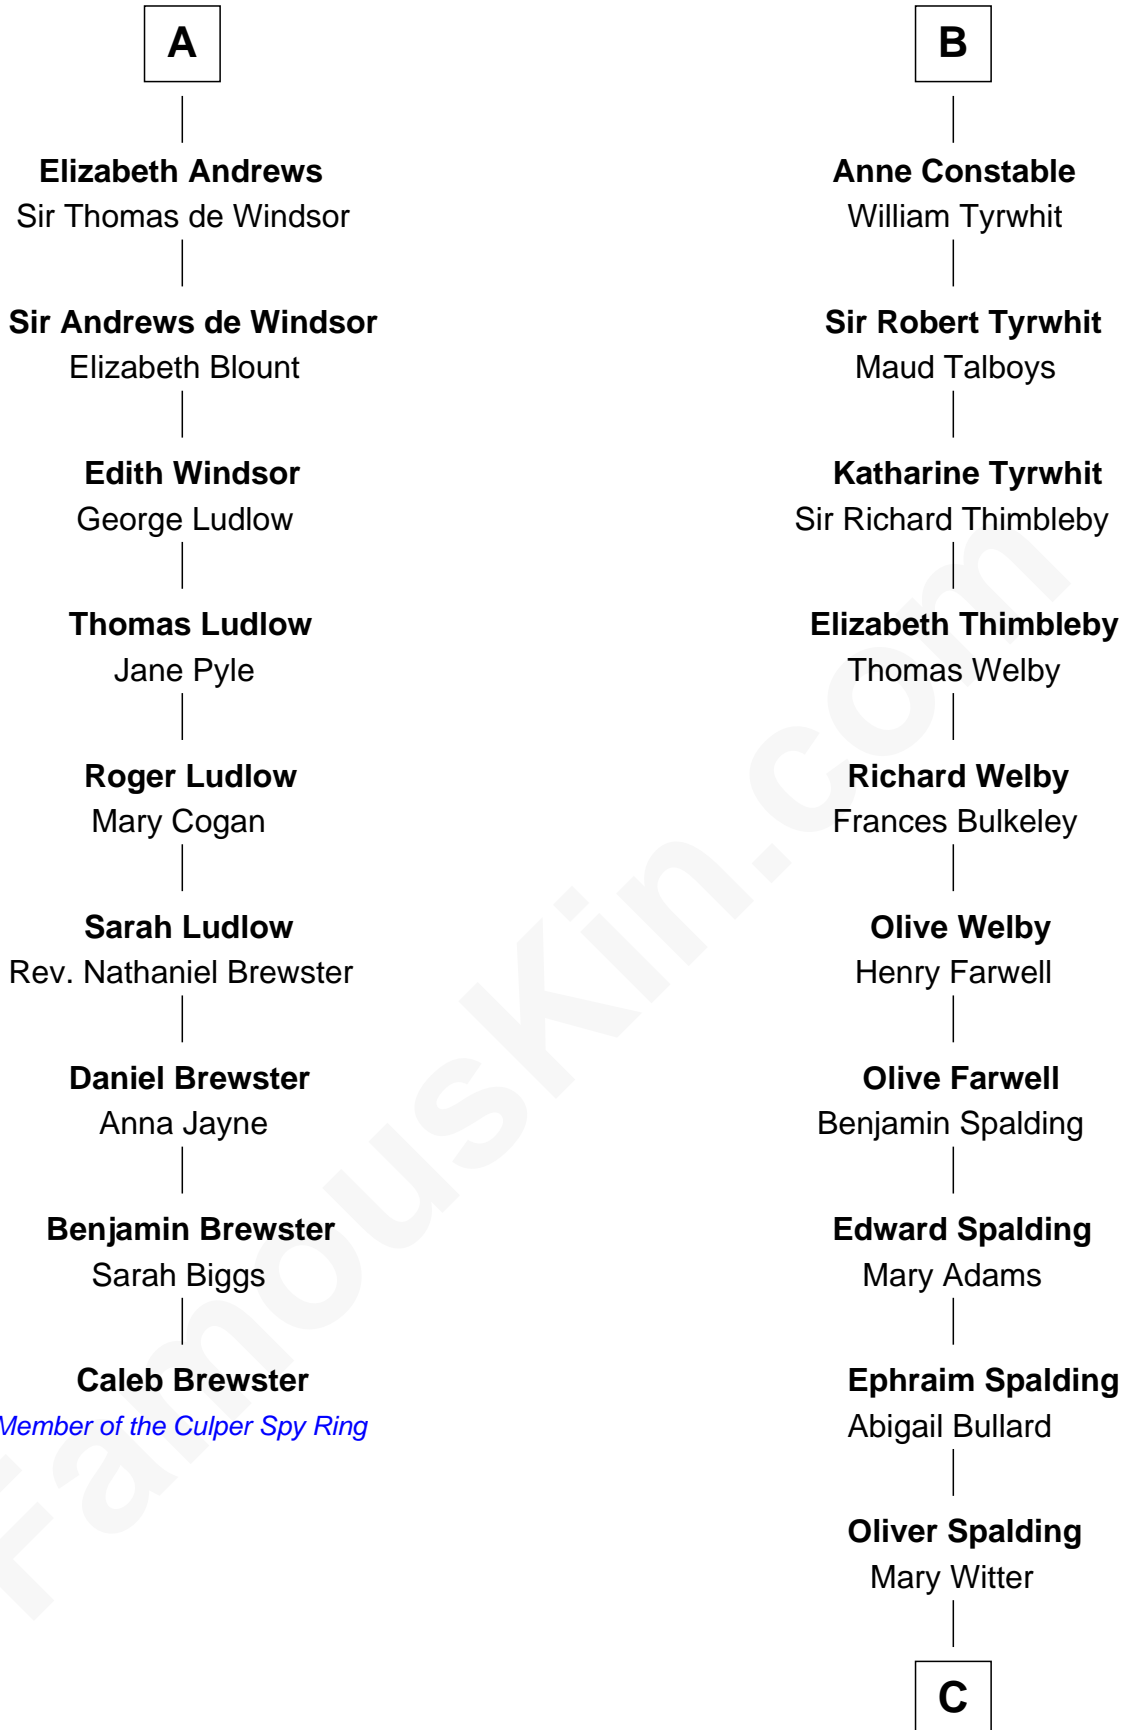 A
Elizabeth Andrews
Sir Thomas de Windsor
Sir Andrews de Windsor
Elizabeth Blount
Edith Windsor
George Ludlow
Thomas Ludlow
Jane Pyle
Roger Ludlow
Mary Cogan
Sarah Ludlow
Rev. Nathaniel Brewster
Daniel Brewster
Anna Jayne
Benjamin Brewster
Sarah Biggs
Caleb Brewster
Member of the Culper Spy Ring
B
Anne Constable
William Tyrwhit
Sir Robert Tyrwhit
Maud Talboys
Katharine Tyrwhit
Sir Richard Thimbleby
Elizabeth Thimbleby
Thomas Welby
Richard Welby
Frances Bulkeley
Olive Welby
Henry Farwell
Olive Farwell
Benjamin Spalding
Edward Spalding
Mary Adams
Ephraim Spalding
Abigail Bullard
Oliver Spalding
Mary Witter
C
FamousKin.com